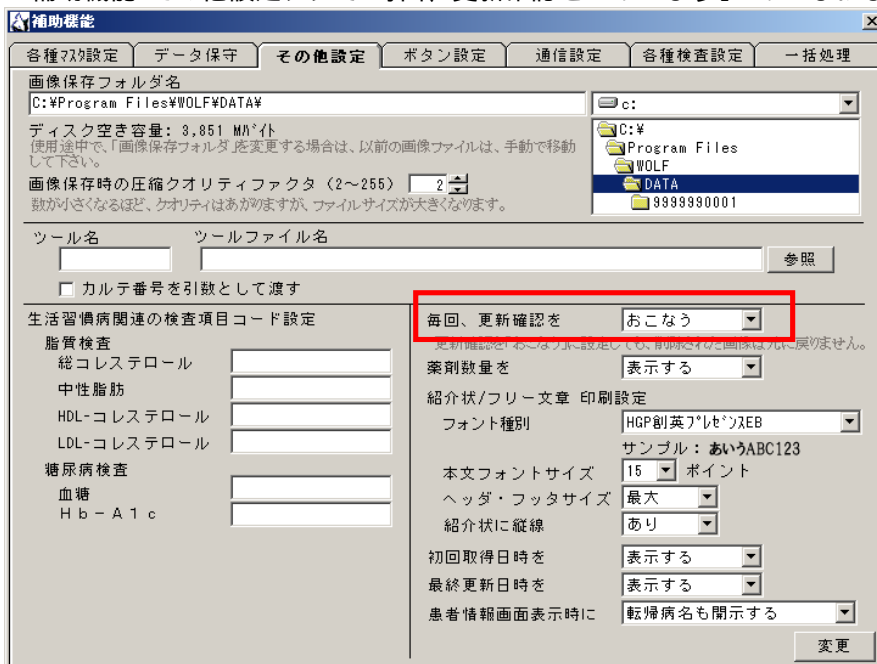 補助機能
各種ﾏｽﾀ設定 データ保守 その他設定 ボタン設定 通信設定 各種検査設定 一括処理
画像保存フォルダ名
C:¥Program Files¥WOLF¥DATA¥
c:
ディスク空き容量: 3,851 Mﾊﾞｲﾄ
使用途中で、「画像保存フォルダ」を変更する場合は、以前の画像ファイルは、手動で移動
して下さい。
C:¥
Program Files
WOLF
DATA
9999990001
画像保存時の圧縮クオリティファクタ（2～255） 2
数が小さくなるほど、クオリティはあがりますが、ファイルサイズが大きくなります。
ツール名 ツールファイル名
参照
カルテ番号を引数として渡す
生活習慣病関連の検査項目コード設定
脂質検査
総コレステロール
中性脂肪
HDL-コレステロール
LDL-コレステロール
糖尿病検査
血糖
Ｈｂ－Ａ１ｃ
毎回、更新確認を おこなう
更新確認を「おこなう」に設定しても、削除された画像は元に戻りません。
薬剤数量を 表示する
紹介状/フリー文章 印刷設定
フォント種別 HGP創英ﾌﾟﾚｾﾞﾝｽEB
サンプル：あいうABC123
本文フォントサイズ 15 ポイント
ヘッダ・フッタサイズ 最大
紹介状に縦線 あり
初回取得日時を 表示する
最終更新日時を 表示する
患者情報画面表示時に 転帰病名も開示する
変更